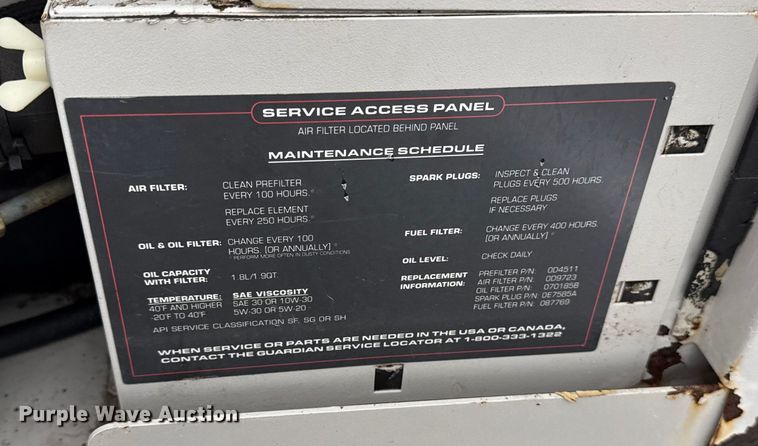 SERVICE ACCESS PANEL
AIR FILTER LOCATED BEHIND PANEL
MAINTENANCE SCHEDULE
AIR FILTER: CLEAN PREFILTER
EVERY 100 HOURS.*
REPLACE ELEMENT
EVERY 250 HOURS.*
OIL & OIL FILTER: CHANGE EVERY 100
HOURS. [OR ANNUALLY] *
* PERFORM MORE OFTEN IN DUSTY CONDITIONS
OIL CAPACITY
WITH FILTER: 1.8L/1.9QT.
TEMPERATURE: SAE VISCOSITY
40°F AND HIGHER SAE 30 OR 10W-30
-20°F TO 40°F 5W-30 OR 5W-20
API SERVICE CLASSIFICATION SF, SG OR SH
SPARK PLUGS: INSPECT & CLEAN
PLUGS EVERY 500 HOURS.
REPLACE PLUGS
IF NECESSARY
FUEL FILTER: CHANGE EVERY 400 HOURS.
[OR ANNUALLY] *
OIL LEVEL: CHECK DAILY
REPLACEMENT
INFORMATION:
PREFILTER P/N: 0D4511
AIR FILTER P/N: 0D9723
OIL FILTER P/N: 070185B
SPARK PLUG P/N: 0E7585A
FUEL FILTER P/N: 087769
WHEN SERVICE OR PARTS ARE NEEDED IN THE USA OR CANADA,
CONTACT THE GUARDIAN SERVICE LOCATOR AT 1-800-333-1322
Purple Wave Auction